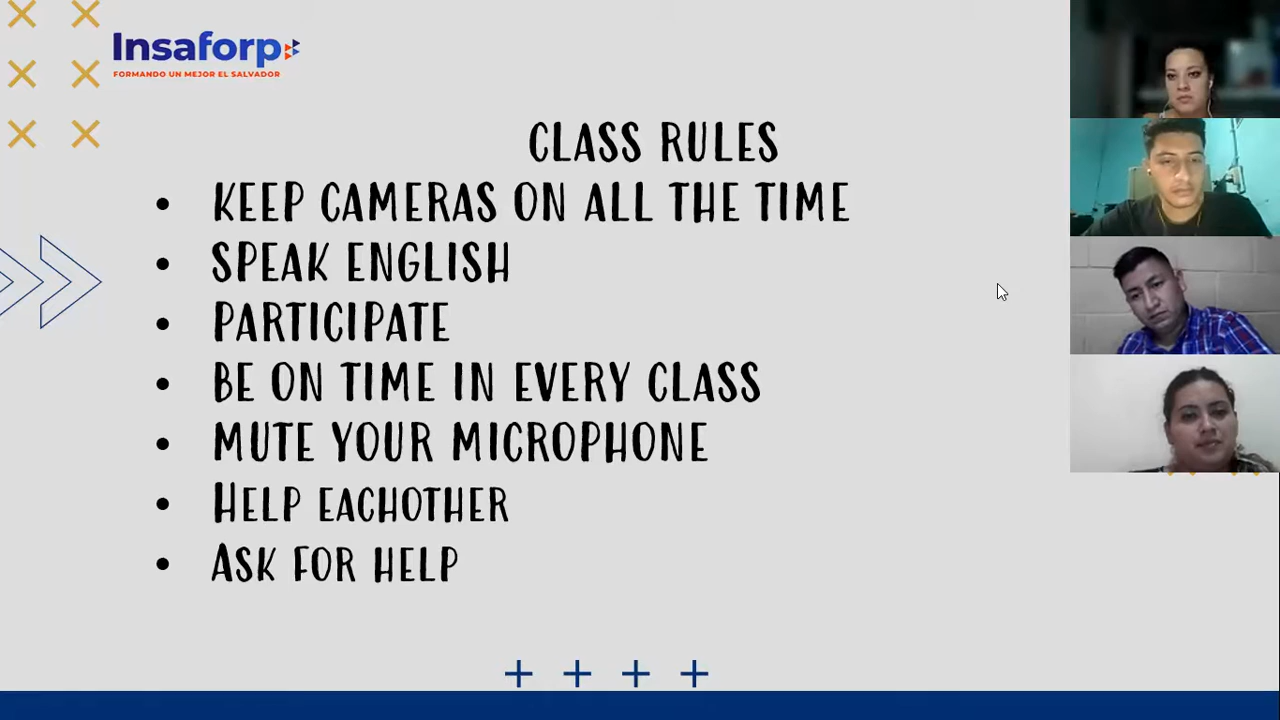 Insaforp
FORMANDO UN MEJOR EL SALVADOR
CLASS RULES
• KEEP CAMERAS ON ALL THE TIME
• SPEAK ENGLISH
• PARTICIPATE
• BE ON TIME IN EVERY CLASS
• MUTE YOUR MICROPHONE
• HELP EACHOTHER
• ASK FOR HELP